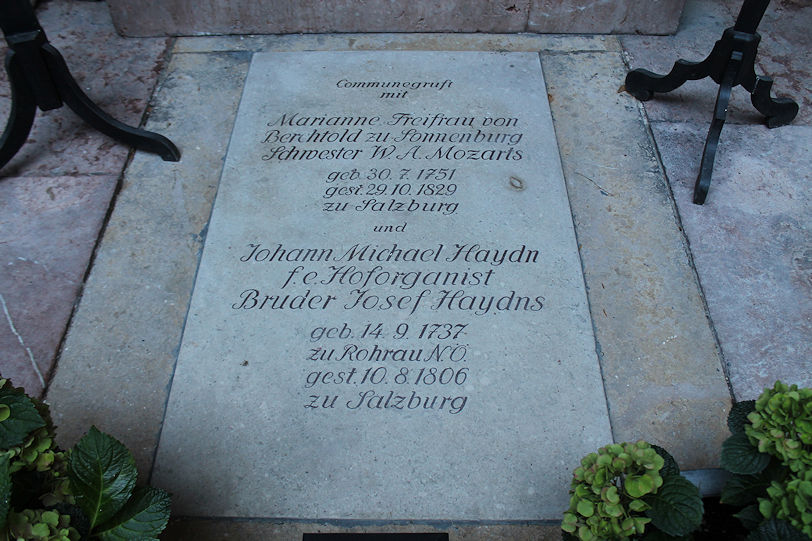 Communegruft
mit
Marianne Freifrau von
Berchtold zu Sonnenburg
Schwester W. A. Mozarts
geb. 30. 7. 1751
gest. 29. 10. 1829
zu Salzburg
und
Johann Michael Haydn
f. e. Hoforganist
Bruder Josef Haydns
geb. 14. 9. 1737
zu Rohrau N.Ö.
gest. 10. 8. 1806
zu Salzburg